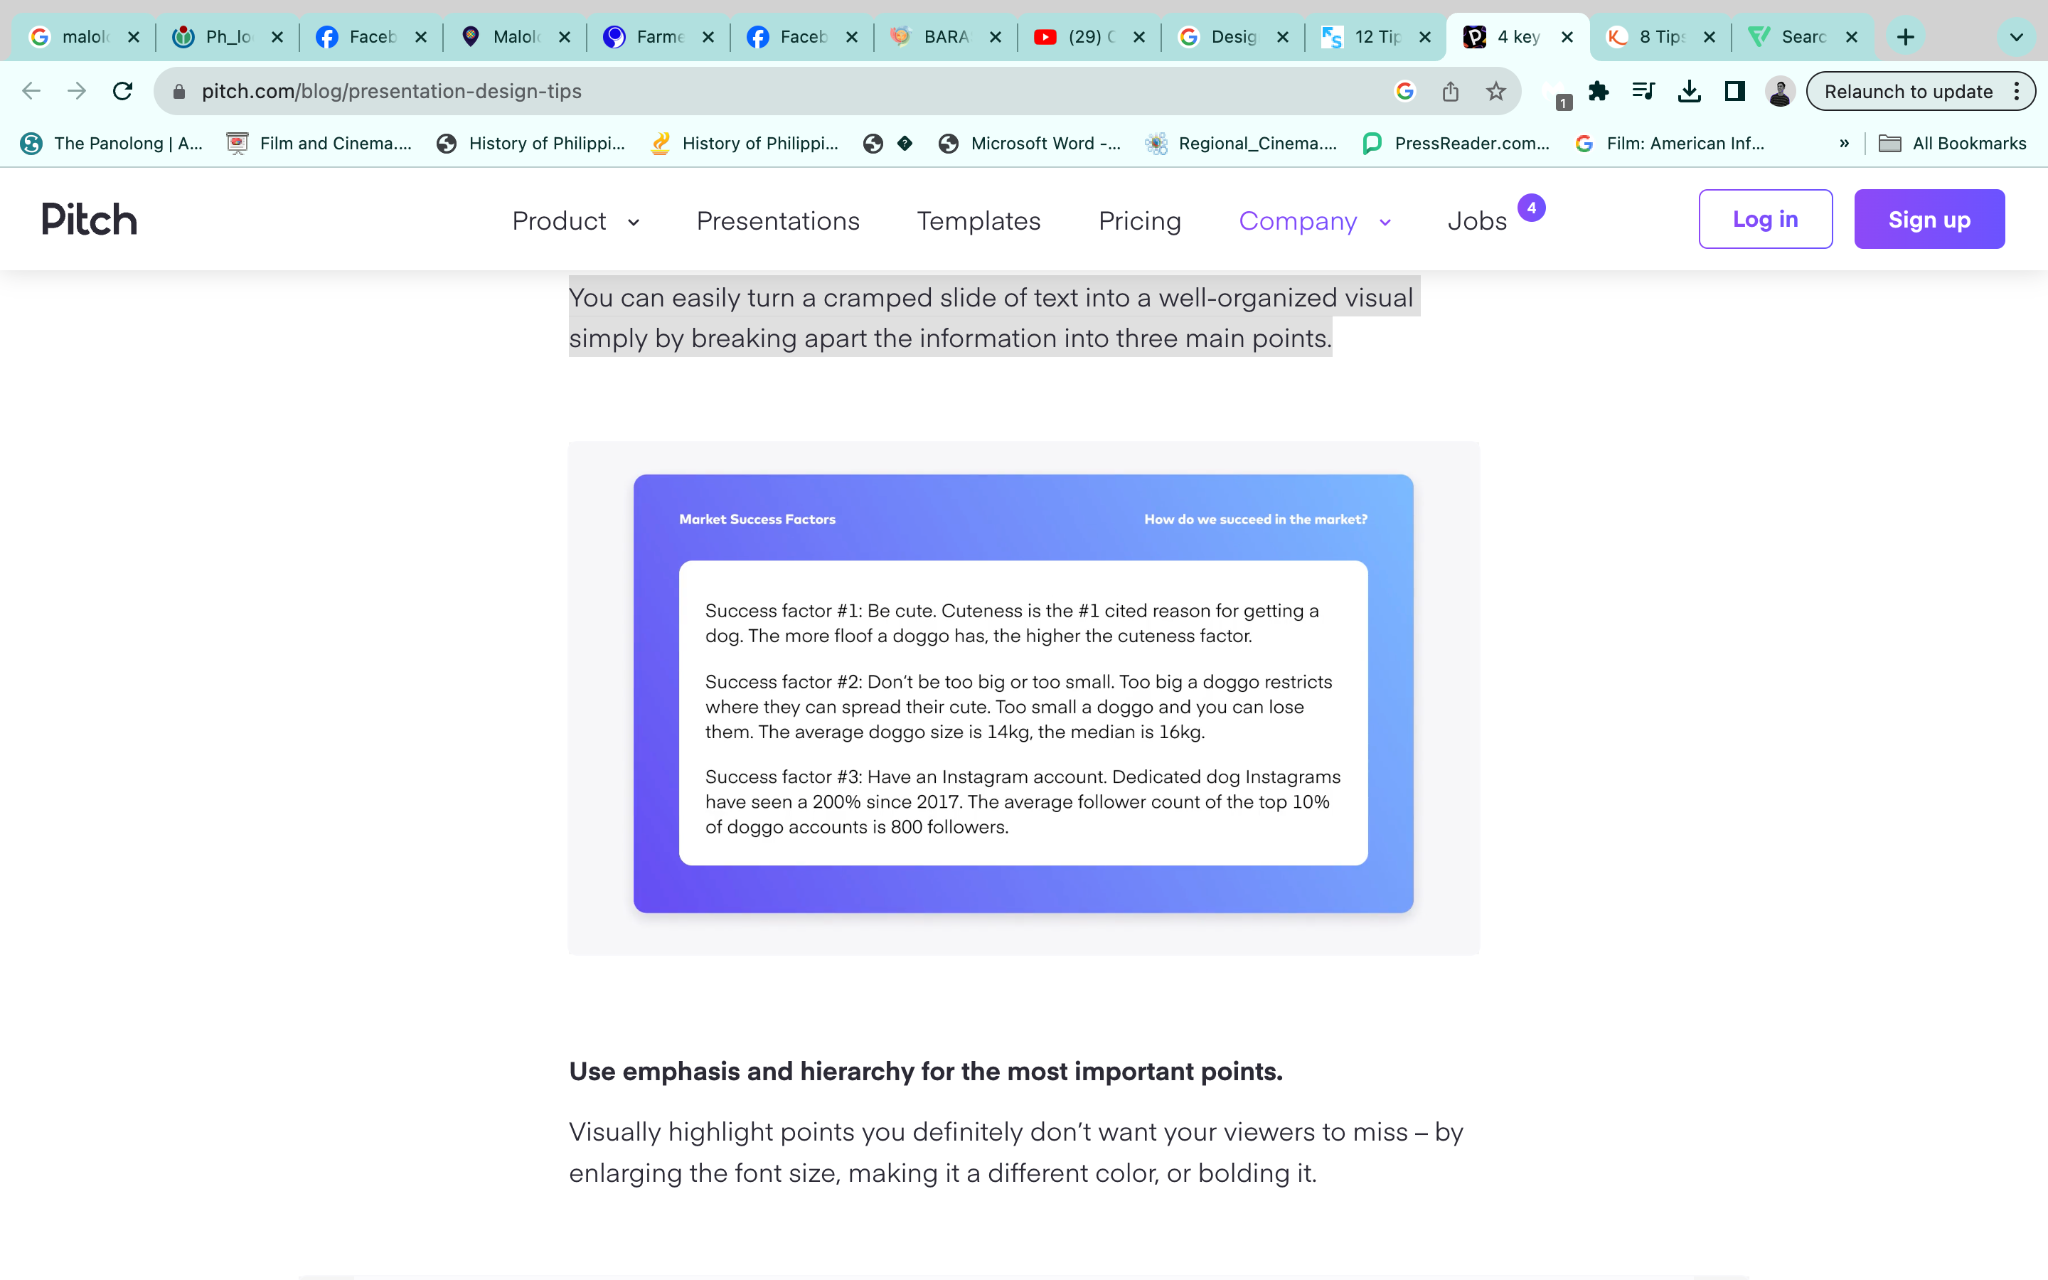 malol
Ph_lo
Faceb
Malol
Farme
Faceb
BARA
(29)
Desig
12 Tip
4 key
8 Tips
Searc
pitch.com/blog/presentation-design-tips
1
Relaunch to update
The Panolong | A...
Film and Cinema....
History of Philippi...
History of Philippi...
Microsoft Word -...
Regional_Cinema....
PressReader.com...
Film: American Inf...
»
All Bookmarks
Pitch
Product
Presentations
Templates
Pricing
Company
Jobs
4
Log in
Sign up
You can easily turn a cramped slide of text into a well-organized visual
simply by breaking apart the information into three main points.
Market Success Factors
How do we succeed in the market?
Success factor #1: Be cute. Cuteness is the #1 cited reason for getting a
dog. The more floof a doggo has, the higher the cuteness factor.
Success factor #2: Don't be too big or too small. Too big a doggo restricts
where they can spread their cute. Too small a doggo and you can lose
them. The average doggo size is 14kg, the median is 16kg.
Success factor #3: Have an Instagram account. Dedicated dog Instagrams
have seen a 200% since 2017. The average follower count of the top 10%
of doggo accounts is 800 followers.
Use emphasis and hierarchy for the most important points.
Visually highlight points you definitely don't want your viewers to miss – by
enlarging the font size, making it a different color, or bolding it.